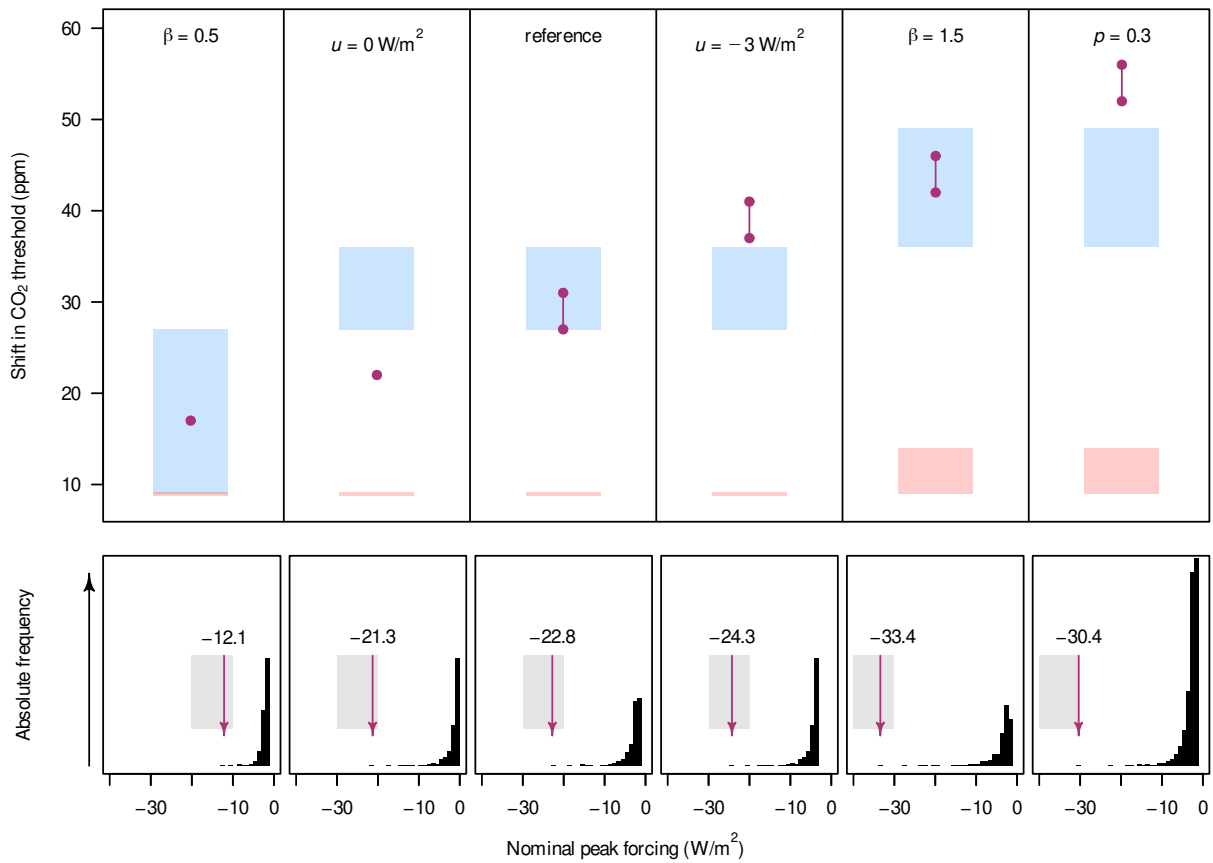 β = 0.5
u = 0 W/m²
reference
u = −3 W/m²
β = 1.5
p = 0.3
60
50
40
30
20
10
Shift in CO₂ threshold (ppm)
−12.1
−21.3
−22.8
−24.3
−33.4
−30.4
Absolute frequency
−30 −10 0
−30 −10 0
−30 −10 0
−30 −10 0
−30 −10 0
−30 −10 0
Nominal peak forcing (W/m²)